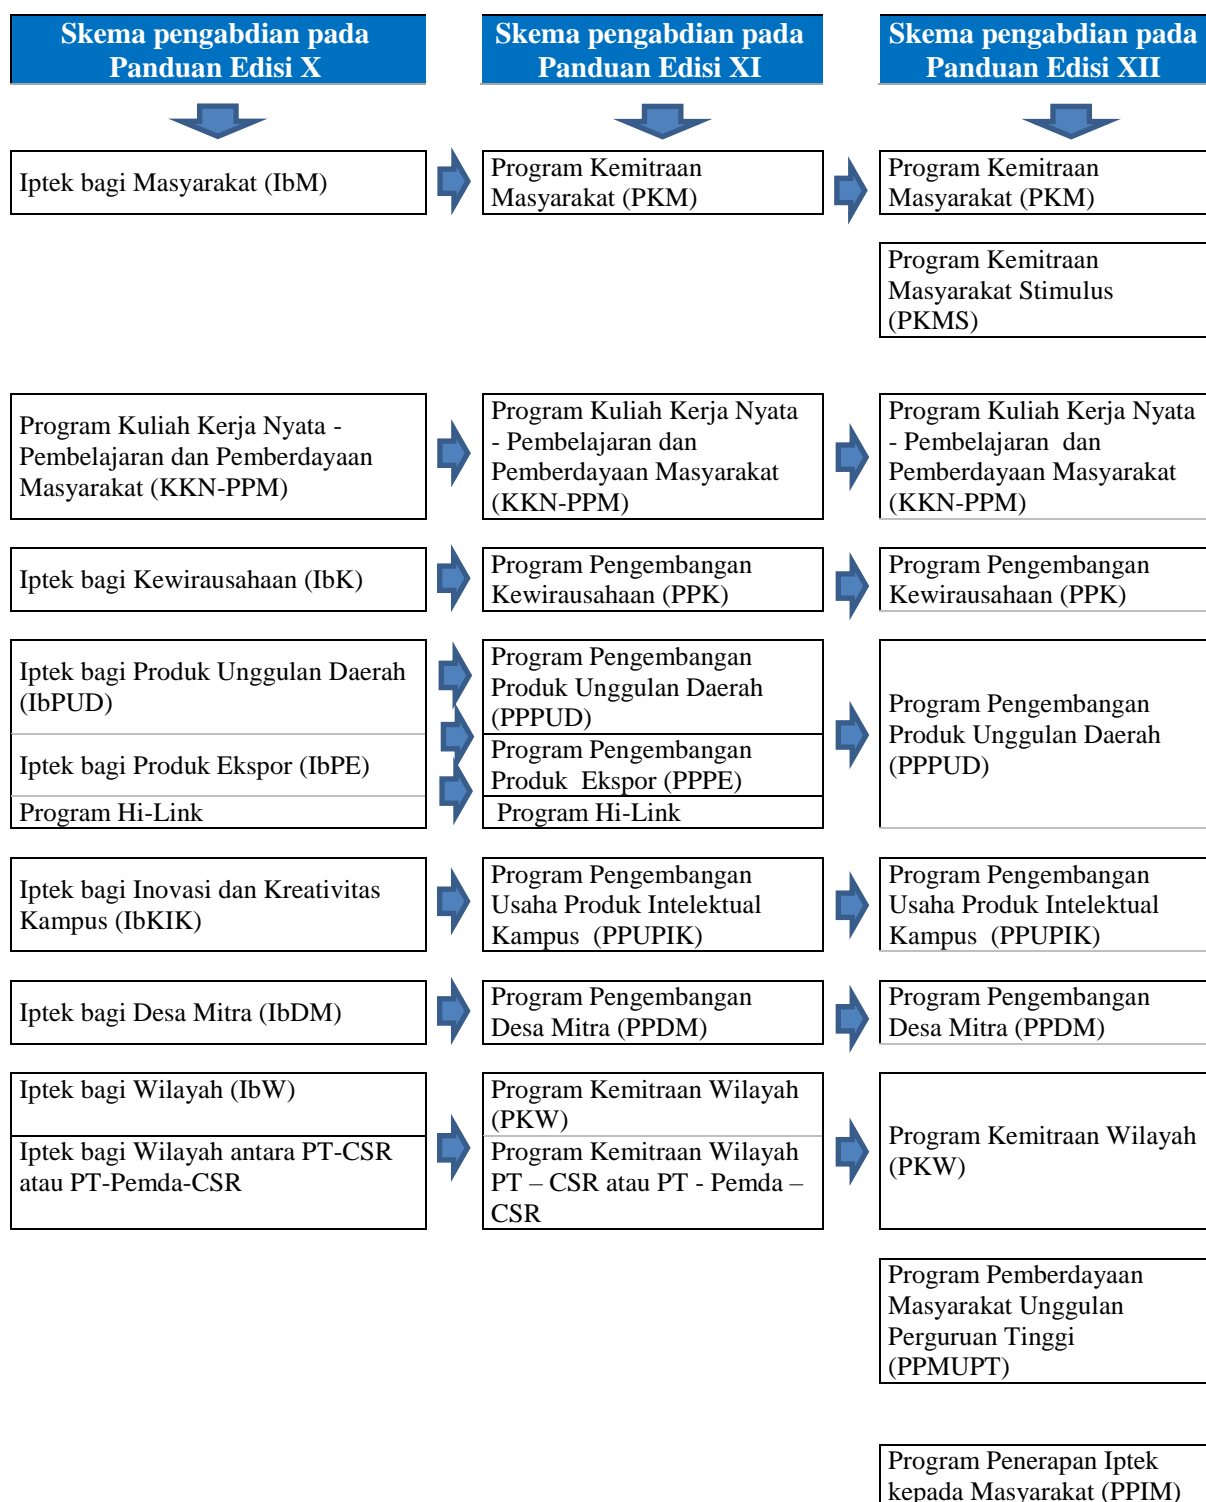 Skema pengabdian pada
Panduan Edisi X
Skema pengabdian pada
Panduan Edisi XI
Skema pengabdian pada
Panduan Edisi XII
Iptek bagi Masyarakat (IbM)
Program Kemitraan
Masyarakat (PKM)
Program Kemitraan
Masyarakat (PKM)
Program Kemitraan
Masyarakat Stimulus
(PKMS)
Program Kuliah Kerja Nyata -
Pembelajaran dan Pemberdayaan
Masyarakat (KKN-PPM)
Program Kuliah Kerja Nyata
- Pembelajaran dan
Pemberdayaan Masyarakat
(KKN-PPM)
Program Kuliah Kerja Nyata
- Pembelajaran  dan
Pemberdayaan Masyarakat
(KKN-PPM)
Iptek bagi Kewirausahaan (IbK)
Program Pengembangan
Kewirausahaan (PPK)
Program Pengembangan
Kewirausahaan (PPK)
Iptek bagi Produk Unggulan Daerah
(IbPUD)
Iptek bagi Produk Ekspor (IbPE)
Program Hi-Link
Program Pengembangan
Produk Unggulan Daerah
(PPPUD)
Program Pengembangan
Produk  Ekspor (PPPE)
Program Hi-Link
Program Pengembangan
Produk Unggulan Daerah
(PPPUD)
Iptek bagi Inovasi dan Kreativitas
Kampus (IbKIK)
Program Pengembangan
Usaha Produk Intelektual
Kampus  (PPUPIK)
Program Pengembangan
Usaha Produk Intelektual
Kampus  (PPUPIK)
Iptek bagi Desa Mitra (IbDM)
Program Pengembangan
Desa Mitra (PPDM)
Program Pengembangan
Desa Mitra (PPDM)
Iptek bagi Wilayah (IbW)
Iptek bagi Wilayah antara PT-CSR
atau PT-Pemda-CSR
Program Kemitraan Wilayah
(PKW)
Program Kemitraan Wilayah
PT – CSR atau PT - Pemda –
CSR
Program Kemitraan Wilayah
(PKW)
Program Pemberdayaan
Masyarakat Unggulan
Perguruan Tinggi
(PPMUPT)
Program Penerapan Iptek
kepada Masyarakat (PPIM)